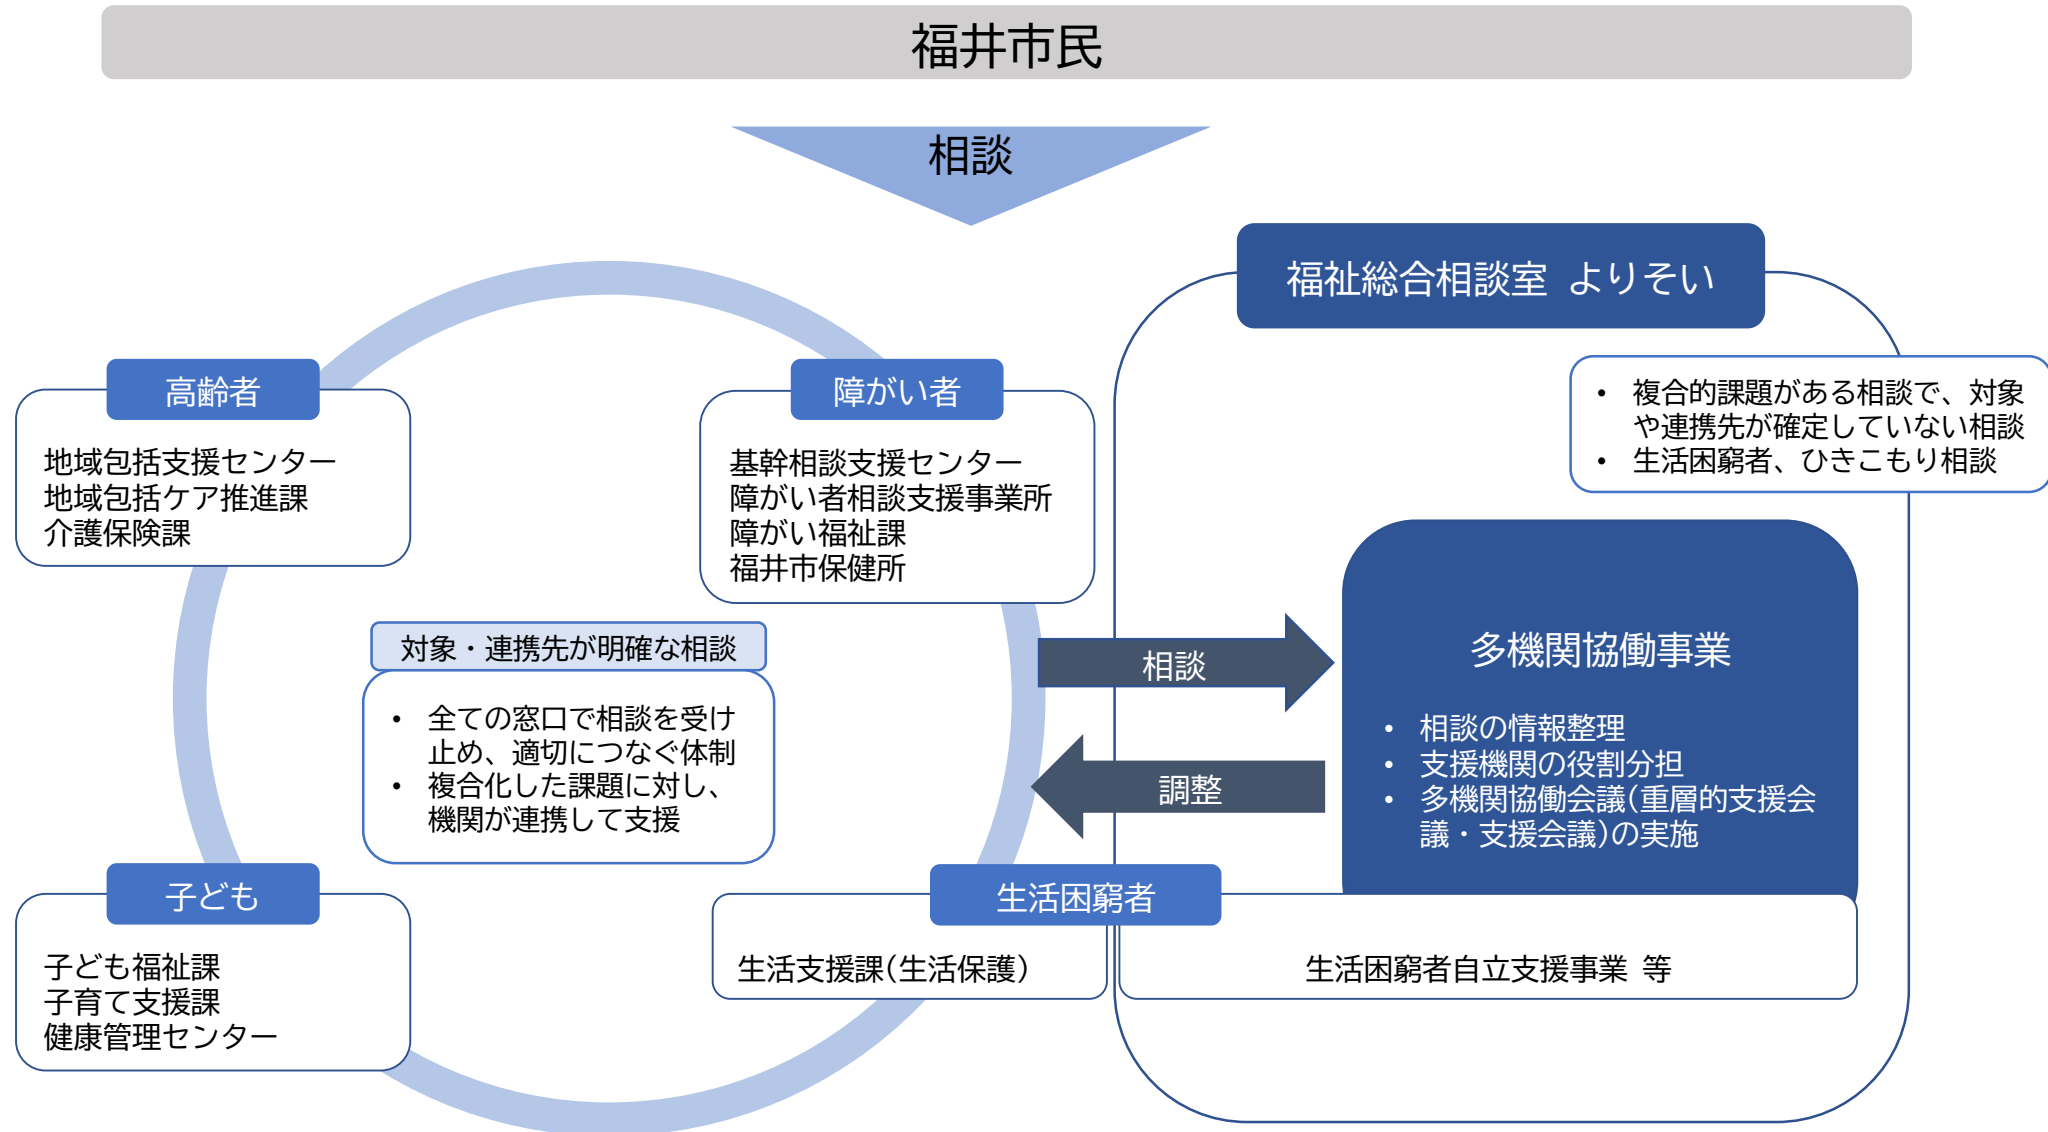 福井市民
相談
福祉総合相談室 よりそい
• 複合的課題がある相談で、対象
や連携先が確定していない相談
• 生活困窮者、ひきこもり相談
高齢者
地域包括支援センター
地域包括ケア推進課
介護保険課
障がい者
基幹相談支援センター
障がい者相談支援事業所
障がい福祉課
福井市保健所
対象・連携先が明確な相談
• 全ての窓口で相談を受け
止め、適切につなぐ体制
• 複合化した課題に対し、
機関が連携して支援
相談
調整
多機関協働事業
• 相談の情報整理
• 支援機関の役割分担
• 多機関協働会議(重層的支援会
議・支援会議)の実施
子ども
子ども福祉課
子育て支援課
健康管理センター
生活困窮者
生活支援課(生活保護)
生活困窮者自立支援事業 等